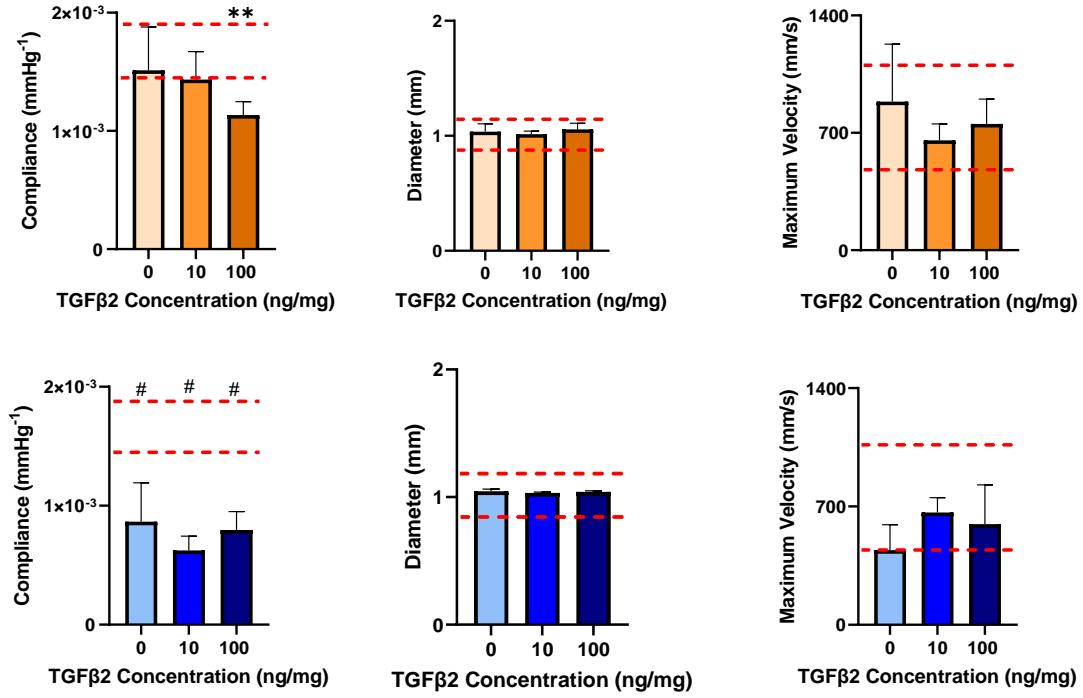 Compliance (mmHg⁻¹)
2×10⁻³
1×10⁻³
0
**
0 10 100
TGFβ2 Concentration (ng/mg)
Diameter (mm)
2
1
0
0 10 100
TGFβ2 Concentration (ng/mg)
Maximum Velocity (mm/s)
1400
700
0
0 10 100
TGFβ2 Concentration (ng/mg)
Compliance (mmHg⁻¹)
2×10⁻³
1×10⁻³
0
# # #
0 10 100
TGFβ2 Concentration (ng/mg)
Diameter (mm)
2
1
0
0 10 100
TGFβ2 Concentration (ng/mg)
Maximum Velocity (mm/s)
1400
700
0
0 10 100
TGFβ2 Concentration (ng/mg)